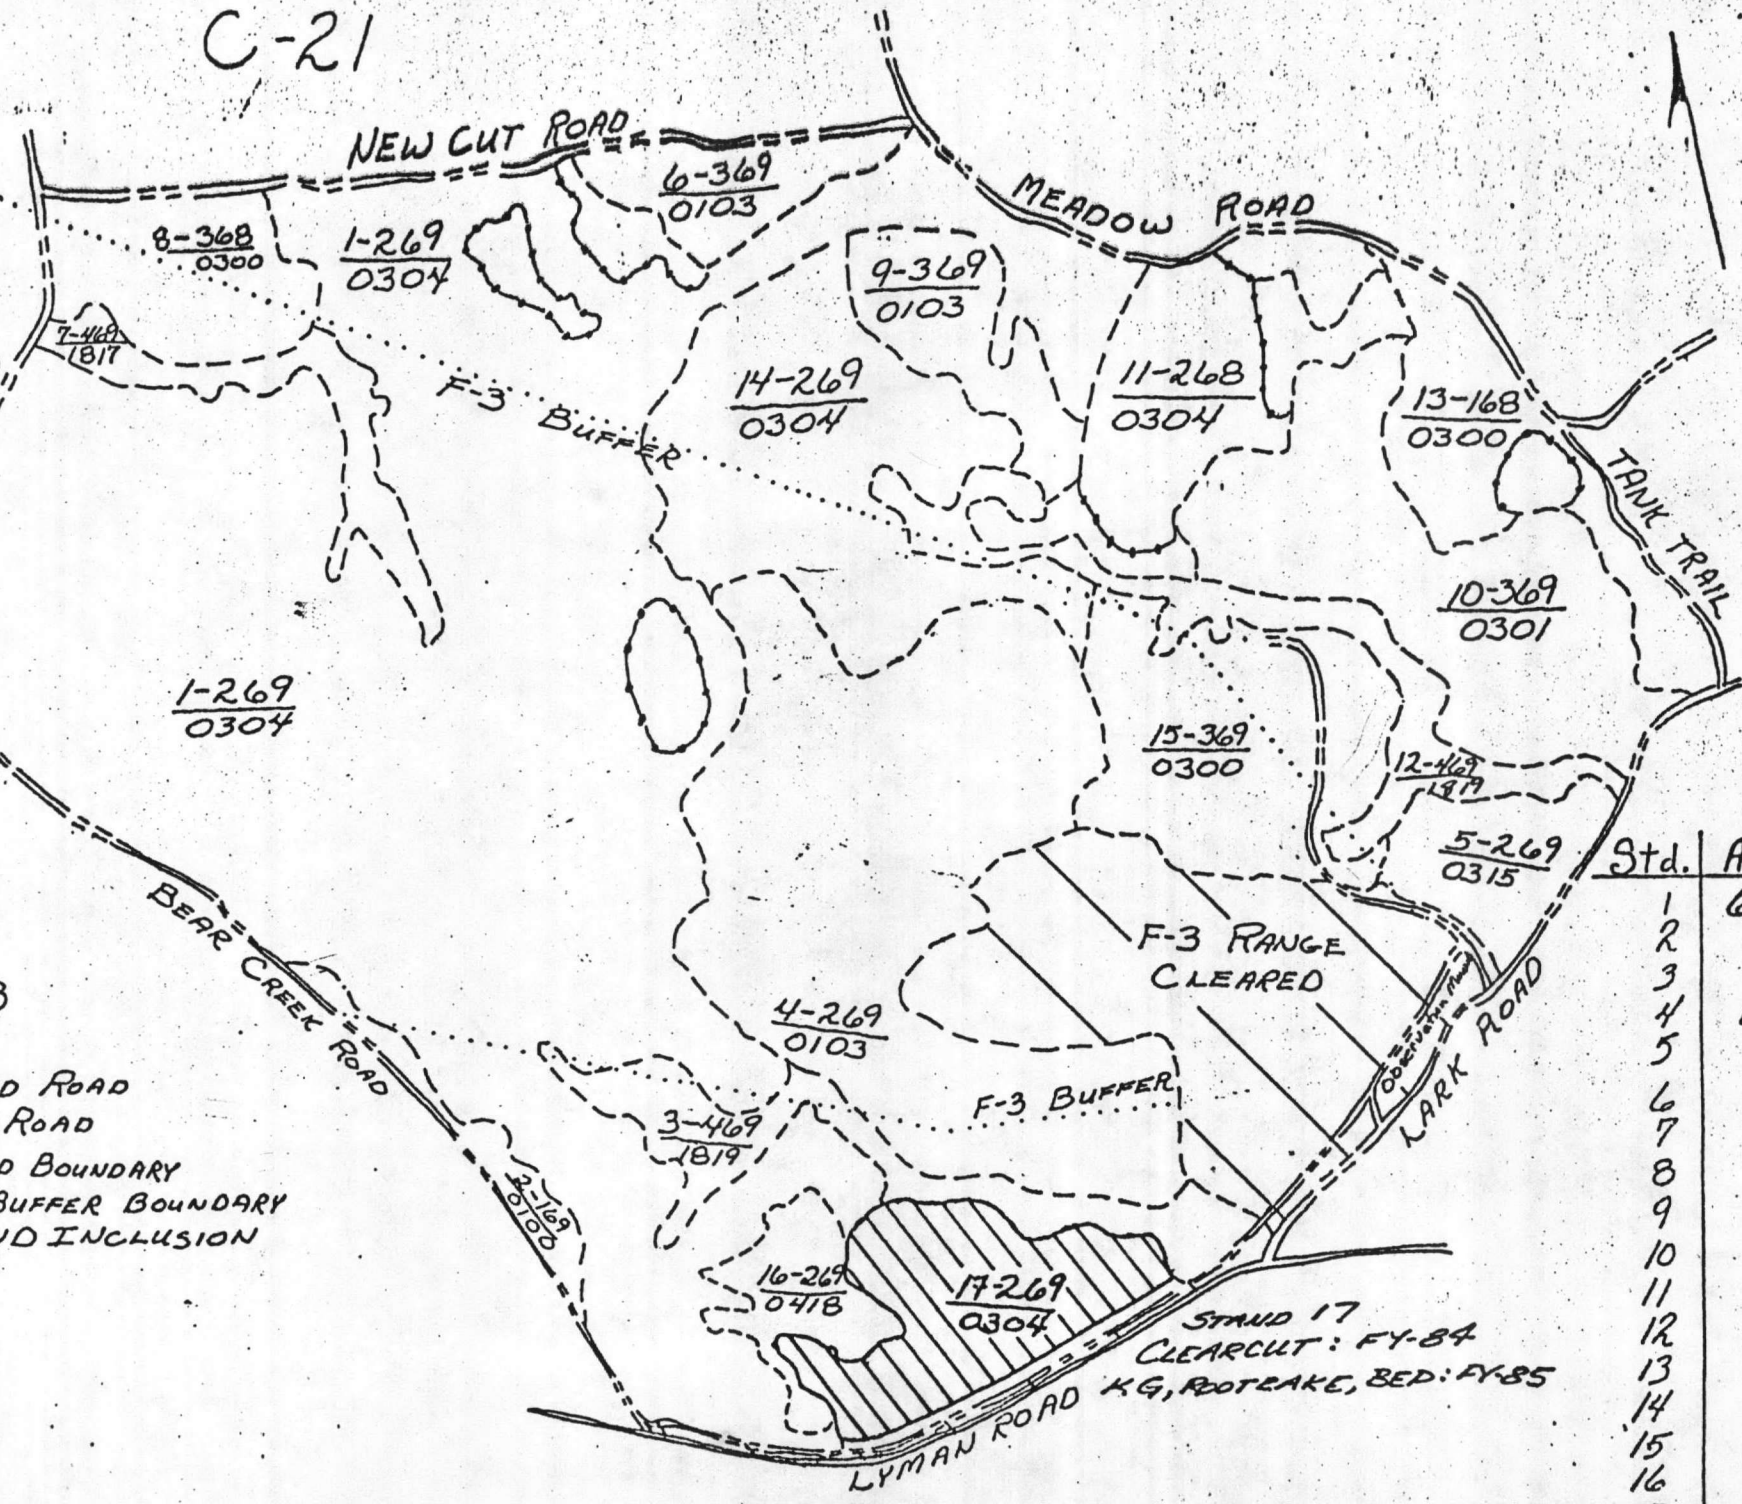 C-21
NEW CUT ROAD
MEADOW ROAD
6-369
0103
8-368
0300
1-269
0304
9-369
0103
7-469
1817
F-3 BUFFER
14-269
0304
11-268
0304
13-168
0300
TANK TRAIL
10-369
0301
1-269
0304
15-369
0300
12-469
1819
5-269
0315
Std.
1
2
3
4
5
6
7
8
9
10
11
12
13
14
15
16
BEAR CREEK ROAD
F-3 RANGE
CLEARED
4-269
0103
F-3 BUFFER
LARK ROAD
ROAD
ROAD
BOUNDARY
BUFFER BOUNDARY
INCLUSION
3-469
1819
2-169
0100
16-269
0418
17-269
0304
STAND 17
CLEARCUT: FY-84
KG, ROOTRAKE, BED: FY-85
LYMAN ROAD